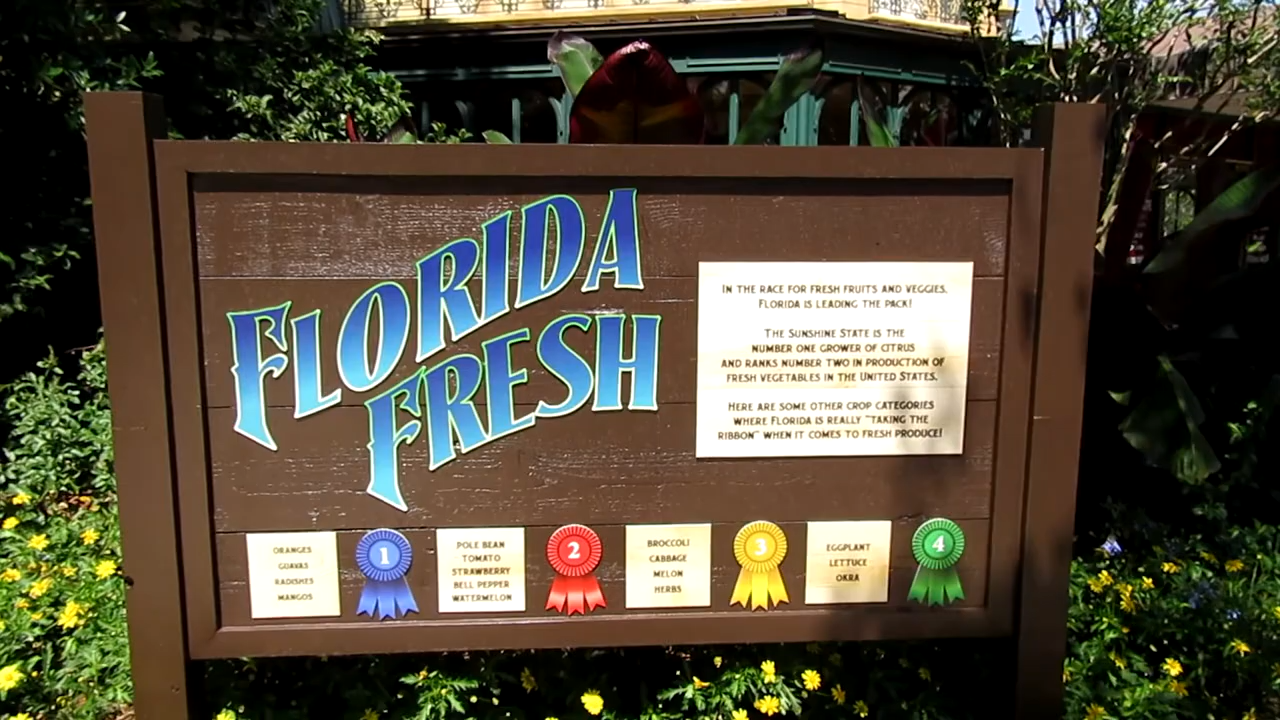 FLORIDA
FRESH
IN THE RACE FOR FRESH FRUITS AND VEGGIES,
FLORIDA IS LEADING THE PACK!
THE SUNSHINE STATE IS THE
NUMBER ONE GROWER OF CITRUS
AND RANKS NUMBER TWO IN PRODUCTION OF
FRESH VEGETABLES IN THE UNITED STATES.
HERE ARE SOME OTHER CROP CATEGORIES
WHERE FLORIDA IS REALLY "TAKING THE
RIBBON" WHEN IT COMES TO FRESH PRODUCE!
ORANGES
GUAVAS
RADISHES
MANGOS
1
POLE BEAN
TOMATO
STRAWBERRY
BELL PEPPER
WATERMELON
2
BROCCOLI
CABBAGE
MELON
HERBS
3
EGGPLANT
LETTUCE
OKRA
4